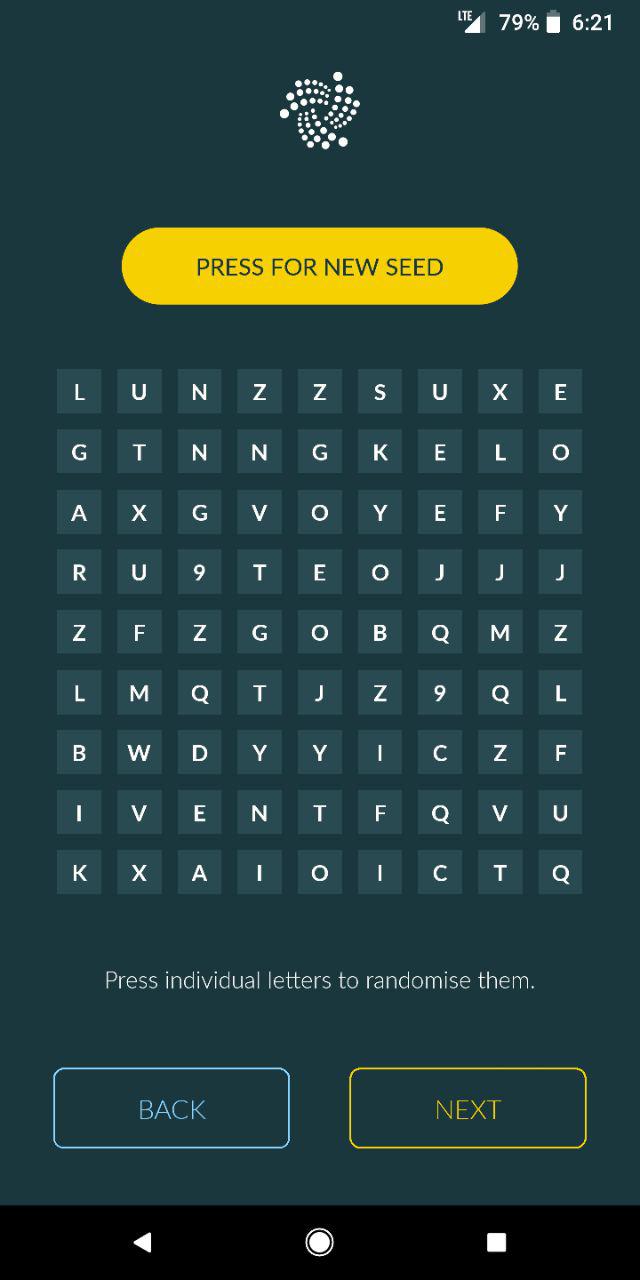 LTE 79% 6:21
PRESS FOR NEW SEED
L U N Z Z S U X E
G T N N G K E L O
A X G V O Y E F Y
R U 9 T E O J J J
Z F Z G O B Q M Z
L M Q T J Z 9 Q L
B W D Y Y I C Z F
I V E N T F Q V U
K X A I O I C T Q
Press individual letters to randomise them.
BACK NEXT